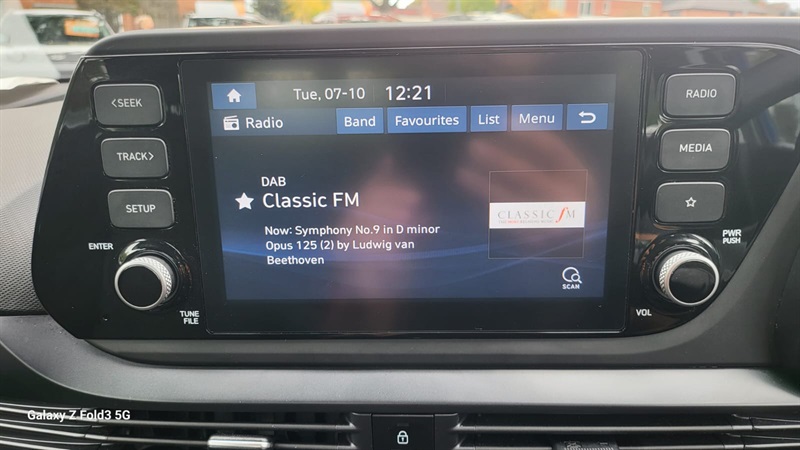 <SEEK
TRACK>
SETUP
ENTER
TUNE
FILE
Tue, 07-10 12:21
Radio Band Favourites List Menu
DAB
Classic FM
Now: Symphony No.9 in D minor
Opus 125 (2) by Ludwig van
Beethoven
CLASSIC FM
SCAN
RADIO
MEDIA
PWR
PUSH
VOL
Galaxy Z Fold3 5G